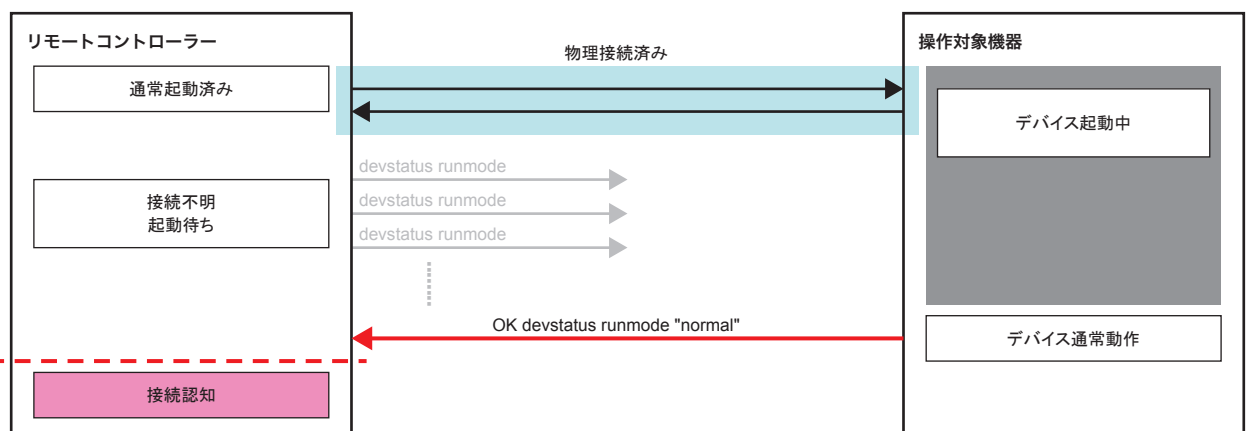 リモートコントローラー
物理接続済み
操作対象機器
通常起動済み
デバイス起動中
devstatus runmode
接続不明
起動待ち
devstatus runmode
devstatus runmode
OK devstatus runmode "normal"
デバイス通常動作
接続認知